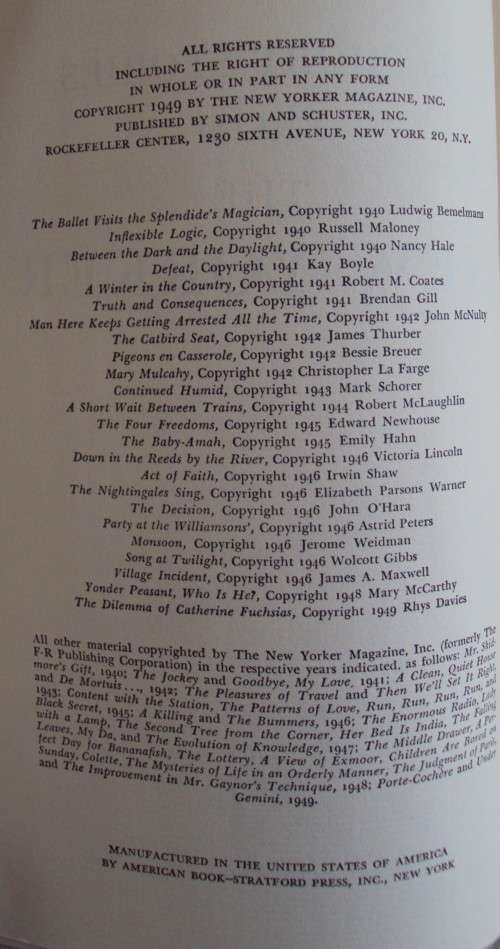 ALL RIGHTS RESERVED
INCLUDING THE RIGHT OF REPRODUCTION
IN WHOLE OR IN PART IN ANY FORM
COPYRIGHT 1949 BY THE NEW YORKER MAGAZINE, INC.
PUBLISHED BY SIMON AND SCHUSTER, INC.
ROCKEFELLER CENTER, 1230 SIXTH AVENUE, NEW YORK 20, N.Y.
The Ballet Visits the Splendide's Magician, Copyright 1940 Ludwig Bemelmans
Inflexible Logic, Copyright 1940 Russell Maloney
Between the Dark and the Daylight, Copyright 1940 Nancy Hale
Defeat, Copyright 1941 Kay Boyle
A Winter in the Country, Copyright 1941 Robert M. Coates
Truth and Consequences, Copyright 1941 Brendan Gill
Man Here Keeps Getting Arrested All the Time, Copyright 1942 John McNulty
The Catbird Seat, Copyright 1942 James Thurber
Pigeons en Casserole, Copyright 1942 Bessie Breuer
Mary Mulcahy, Copyright 1942 Christopher La Farge
Continued Humid, Copyright 1943 Mark Schorer
A Short Wait Between Trains, Copyright 1944 Robert McLaughlin
The Four Freedoms, Copyright 1945 Edward Newhouse
The Baby-Amah, Copyright 1945 Emily Hahn
Down in the Reeds by the River, Copyright 1946 Victoria Lincoln
Act of Faith, Copyright 1946 Irwin Shaw
The Nightingales Sing, Copyright 1946 Elizabeth Parsons Warner
The Decision, Copyright 1946 John O'Hara
Party at the Williamsons', Copyright 1946 Astrid Peters
Monsoon, Copyright 1946 Jerome Weidman
Song at Twilight, Copyright 1946 Wolcott Gibbs
Village Incident, Copyright 1946 James A. Maxwell
Yonder Peasant, Who Is He?, Copyright 1948 Mary McCarthy
The Dilemma of Catherine Fuchsias, Copyright 1949 Rhys Davies
All other material copyrighted by The New Yorker Magazine, Inc. (formerly The
F-R Publishing Corporation) in the respective years indicated, as follows: Mr. Skid-
more's Gift, 1940; The Jockey and Goodbye, My Love, 1941; A Clean, Quiet House
and De Mortuis..., 1942; The Pleasures of Travel and Then We'll Set It Right,
1943; Content with the Station, The Patterns of Love, Run, Run, Run, Run, and
Black Secret, 1945; A Killing and The Bummers, 1946; The Enormous Radio, Lady
with a Lamp, The Second Tree from the Corner, Her Bed Is India, The Falling
Leaves, My Da, and The Evolution of Knowledge, 1947; The Middle Drawer, A Per-
fect Day for Bananafish, The Lottery, A View of Exmoor, Children Are Bored on
Sunday, Colette, The Mysteries of Life in an Orderly Manner, The Judgment of Paris,
and The Improvement in Mr. Gaynor's Technique, 1948; Porte-Cochère and Under
Gemini, 1949.
MANUFACTURED IN THE UNITED STATES OF AMERICA
BY AMERICAN BOOK—STRATFORD PRESS, INC., NEW YORK